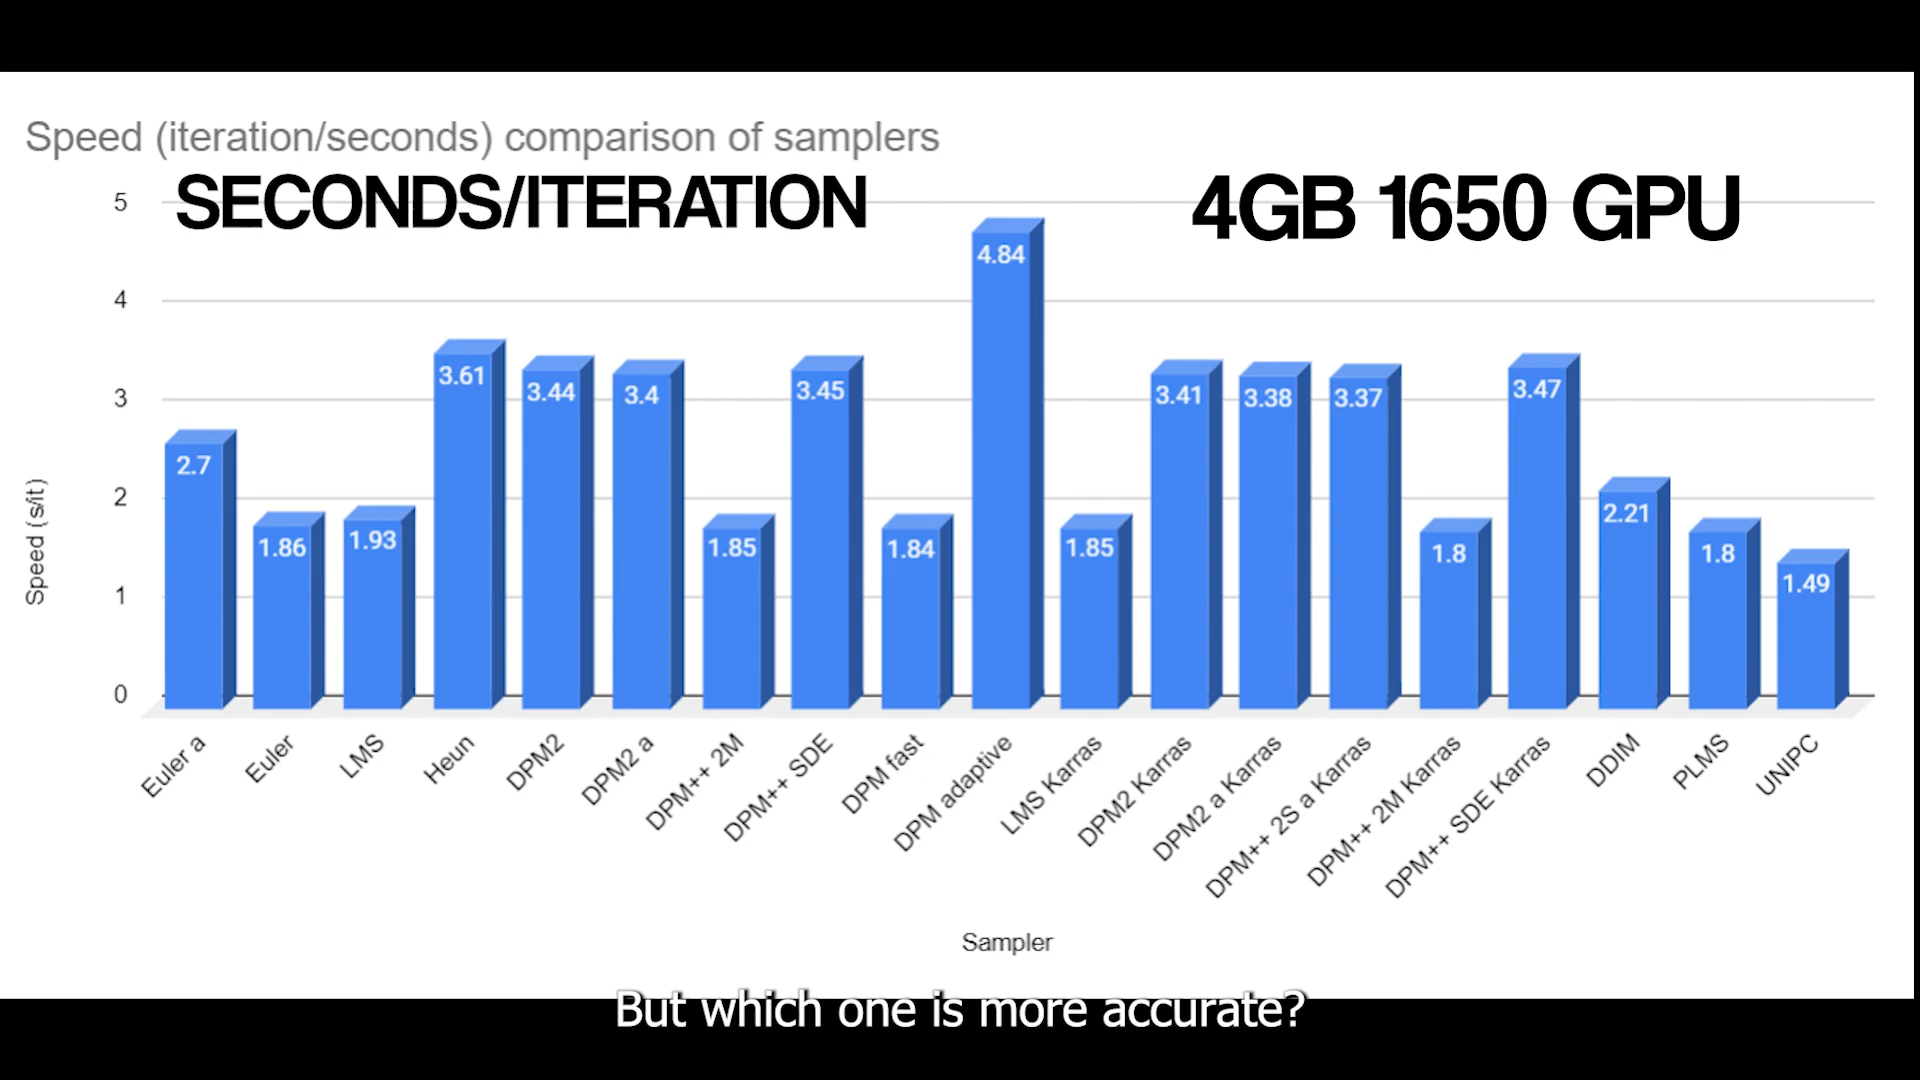 Speed (iteration/seconds) comparison of samplers
SECONDS/ITERATION
4GB 1650 GPU
5
4
3
2
1
0
Speed (s/it)
2.7
1.86
1.93
3.61
3.44
3.4
1.85
3.45
1.84
4.84
1.85
3.41
3.38
3.37
1.8
3.47
2.21
1.8
1.49
Euler a
Euler
LMS
Heun
DPM2
DPM2 a
DPM++ 2M
DPM++ SDE
DPM fast
DPM adaptive
LMS Karras
DPM2 Karras
DPM2 a Karras
DPM++ 2S a Karras
DPM++ 2M Karras
DPM++ SDE Karras
DDIM
PLMS
UNIPC
Sampler
But which one is more accurate?